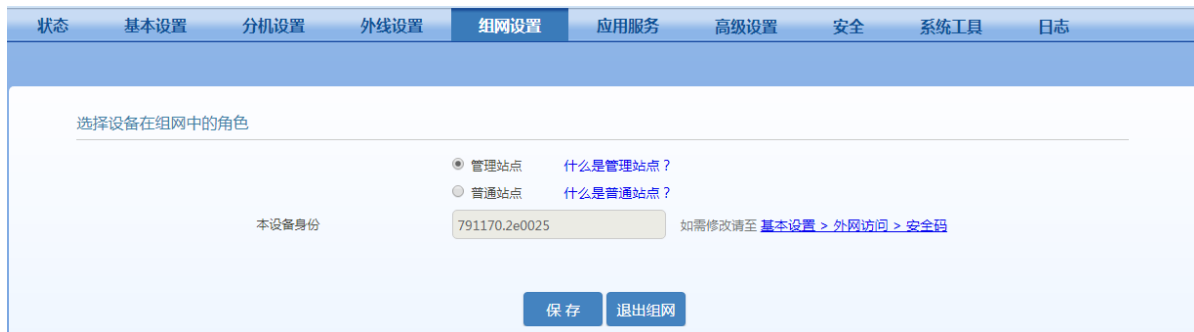 状态 基本设置 分机设置 外线设置 组网设置 应用服务 高级设置 安全 系统工具 日志
选择设备在组网中的角色
管理站点 什么是管理站点？
普通站点 什么是普通站点？
本设备身份 791170.2e0025 如需修改请至 基本设置 > 外网访问 > 安全码
保存 退出组网